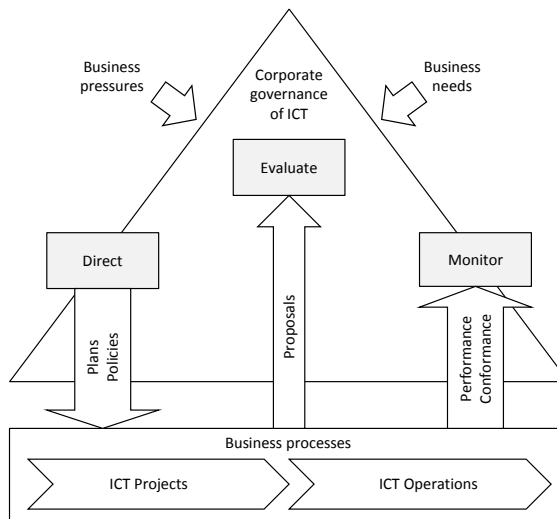 Business
pressures
Corporate
governance
of ICT
Business
needs
Evaluate
Direct
Monitor
Plans
Policies
Proposals
Performance
Conformance
Business processes
ICT Projects
ICT Operations